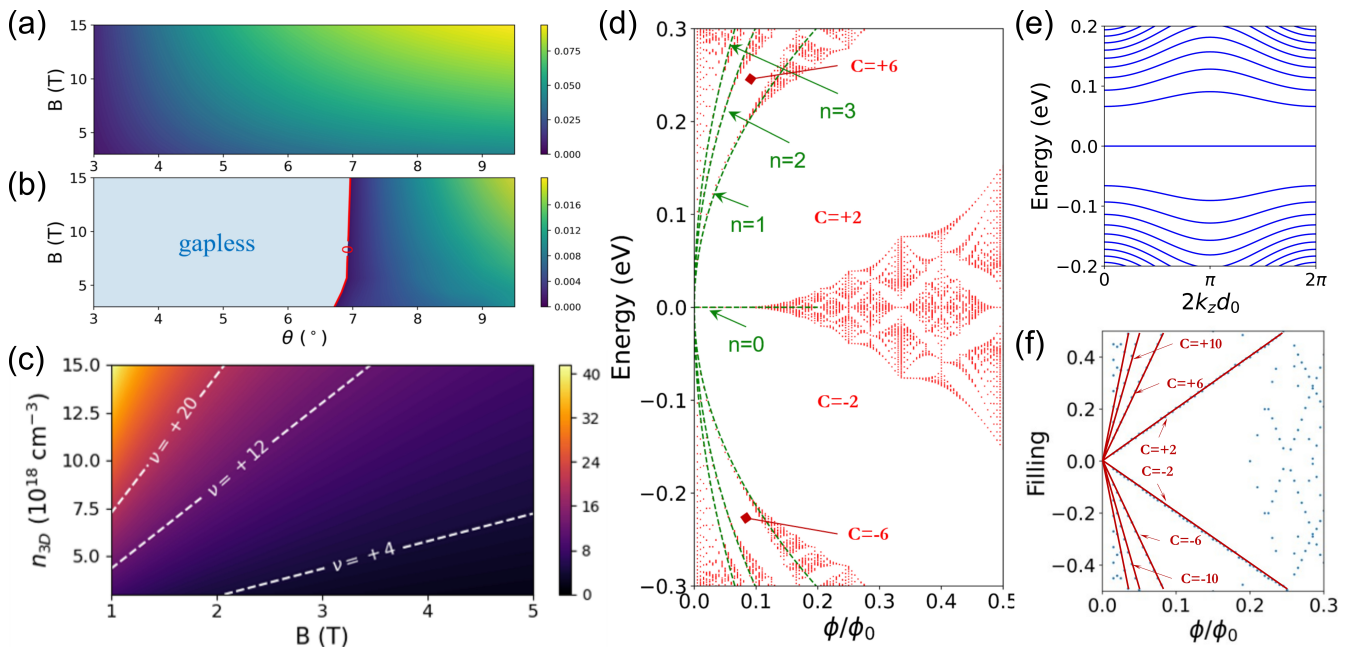 (a)
15
10
5
B (T)
3 4 5 6 7 8 9
0.075
0.050
0.025
0.000
(b)
15
10
5
B (T)
gapless
0
3 4 5 6 7 8 9
θ (°)
0.020
0.016
0.012
0.008
0.004
0.000
(c)
15.0
12.5
10.0
7.5
5.0
n3D (10^18 cm^−3)
ν = +20
ν = +12
ν = +4
1 2 3 4 5
B (T)
40
32
24
16
8
0
(d)
0.3
0.2
0.1
0.0
−0.1
−0.2
−0.3
Energy (eV)
C=+6
n=3
n=2
n=1
C=+2
n=0
C=-2
C=-6
0.0 0.1 0.2 0.3 0.4 0.5
ϕ/ϕ0
(e)
0.2
0.1
0.0
−0.1
−0.2
Energy (eV)
0 π 2π
2kzd0
(f)
0.4
0.2
0.0
−0.2
−0.4
Filling
C=+10
C=+6
C=+2
C=-2
C=-6
C=-10
0.0 0.1 0.2 0.3
ϕ/ϕ0